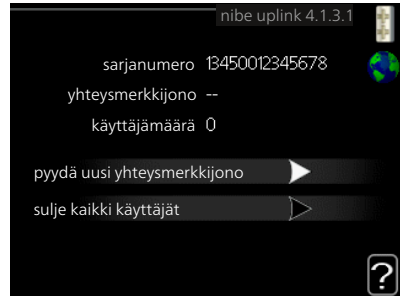 nibe uplink 4.1.3.1
sarjanumero 13450012345678
yhteysmerkkijono --
käyttäjämäärä 0
pyydä uusi yhteysmerkkijono
sulje kaikki käyttäjät
?